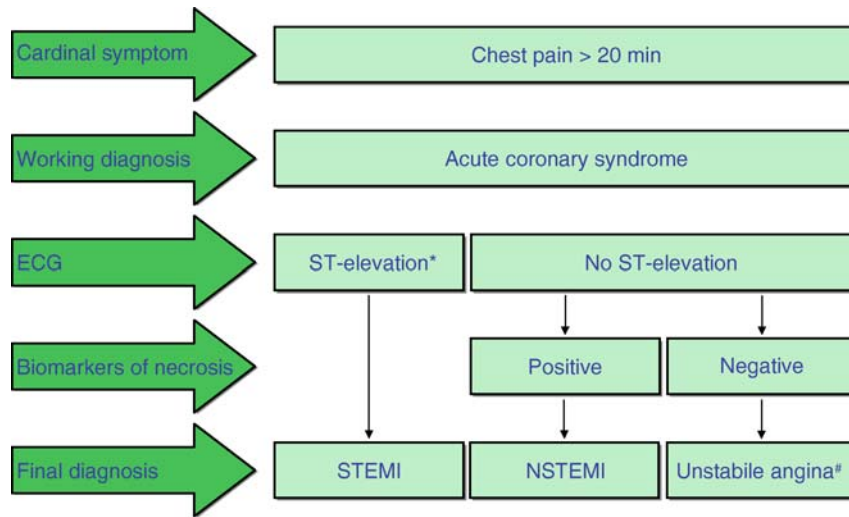 Cardinal symptom
Chest pain > 20 min
Working diagnosis
Acute coronary syndrome
ECG
ST-elevation*
No ST-elevation
Biomarkers of necrosis
Positive
Negative
Final diagnosis
STEMI
NSTEMI
Unstabile angina#